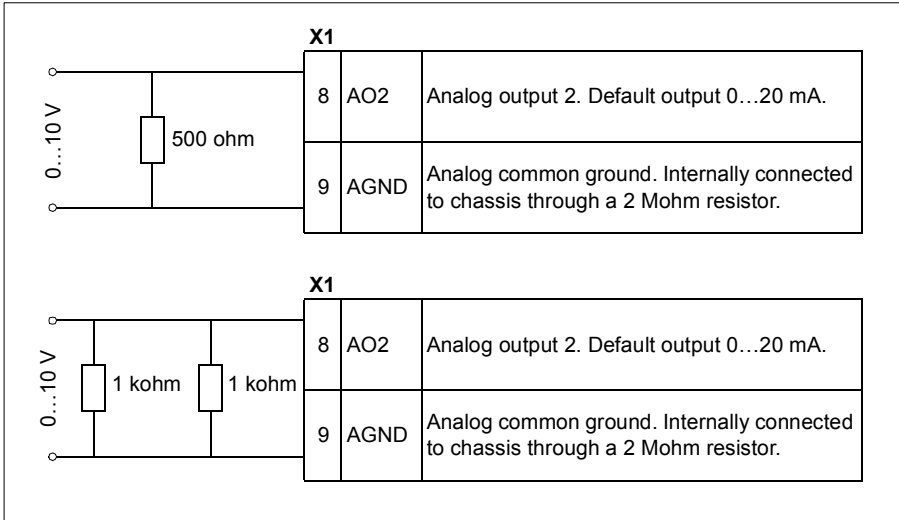 X1
0…10 V
500 ohm
8 AO2 Analog output 2. Default output 0…20 mA.
9 AGND Analog common ground. Internally connected
to chassis through a 2 Mohm resistor.
X1
0…10 V
1 kohm
1 kohm
8 AO2 Analog output 2. Default output 0…20 mA.
9 AGND Analog common ground. Internally connected
to chassis through a 2 Mohm resistor.